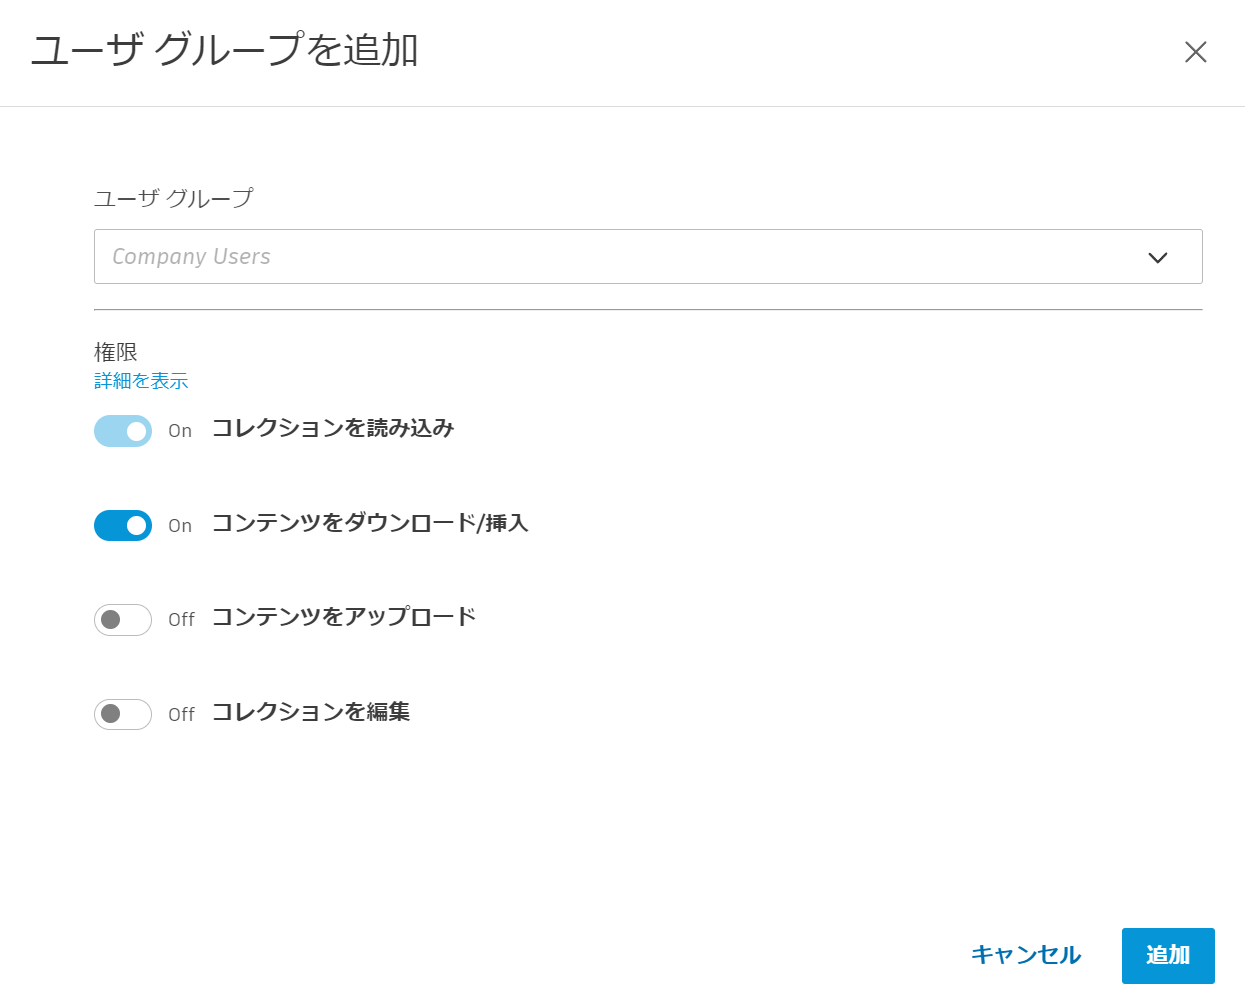 ユーザ グループを追加
ユーザ グループ
Company Users
権限
詳細を表示
On コレクションを読み込み
On コンテンツをダウンロード/挿入
Off コンテンツをアップロード
Off コレクションを編集
キャンセル 追加